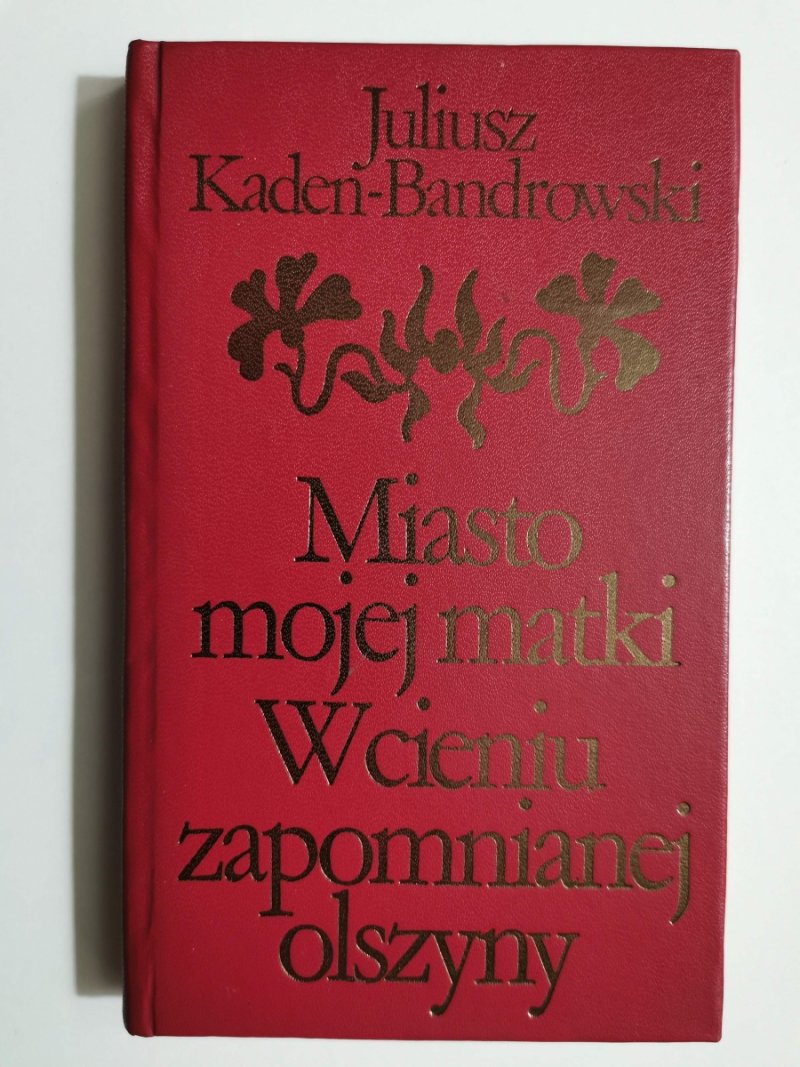 Juliusz
Kaden-Bandrowski
Miasto
mojej matki
W cieniu
zapomnianej
olszyny